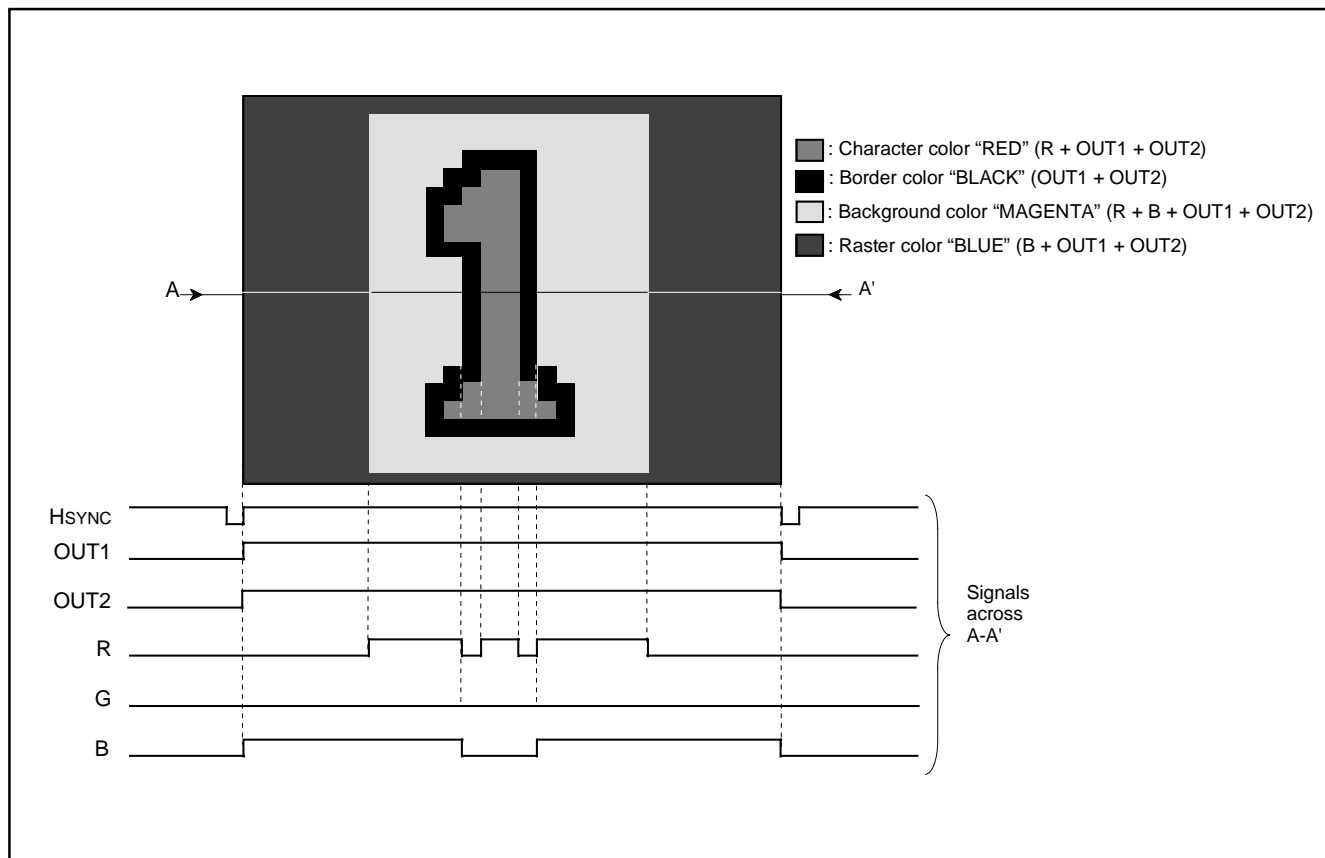 : Character color “RED” (R + OUT1 + OUT2)
: Border color “BLACK” (OUT1 + OUT2)
: Background color “MAGENTA” (R + B + OUT1 + OUT2)
: Raster color “BLUE” (B + OUT1 + OUT2)
A
A'
HSYNC
OUT1
OUT2
R
G
B
Signals
across
A-A'